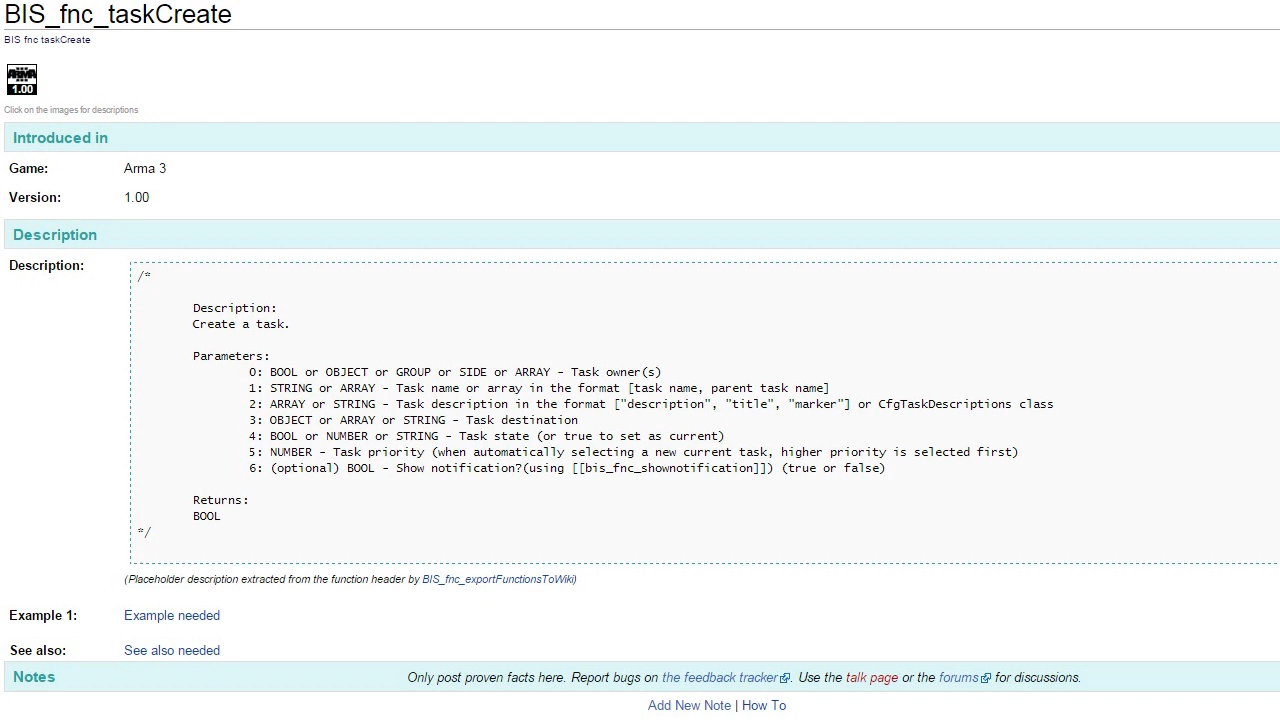 BIS_fnc_taskCreate
BIS fnc taskCreate
ARMA
1.00
Click on the images for descriptions
Introduced in
Game: Arma 3
Version: 1.00
Description
Description:
/*
Description:
Create a task.
Parameters:
0: BOOL or OBJECT or GROUP or SIDE or ARRAY - Task owner(s)
1: STRING or ARRAY - Task name or array in the format [task name, parent task name]
2: ARRAY or STRING - Task description in the format ["description", "title", "marker"] or CfgTaskDescriptions class
3: OBJECT or ARRAY or STRING - Task destination
4: BOOL or NUMBER or STRING - Task state (or true to set as current)
5: NUMBER - Task priority (when automatically selecting a new current task, higher priority is selected first)
6: (optional) BOOL - Show notification?(using [[bis_fnc_shownotification]]) (true or false)
Returns:
BOOL
*/
(Placeholder description extracted from the function header by BIS_fnc_exportFunctionsToWiki)
Example 1: Example needed
See also: See also needed
Notes Only post proven facts here. Report bugs on the feedback tracker. Use the talk page or the forums for discussions.
Add New Note | How To